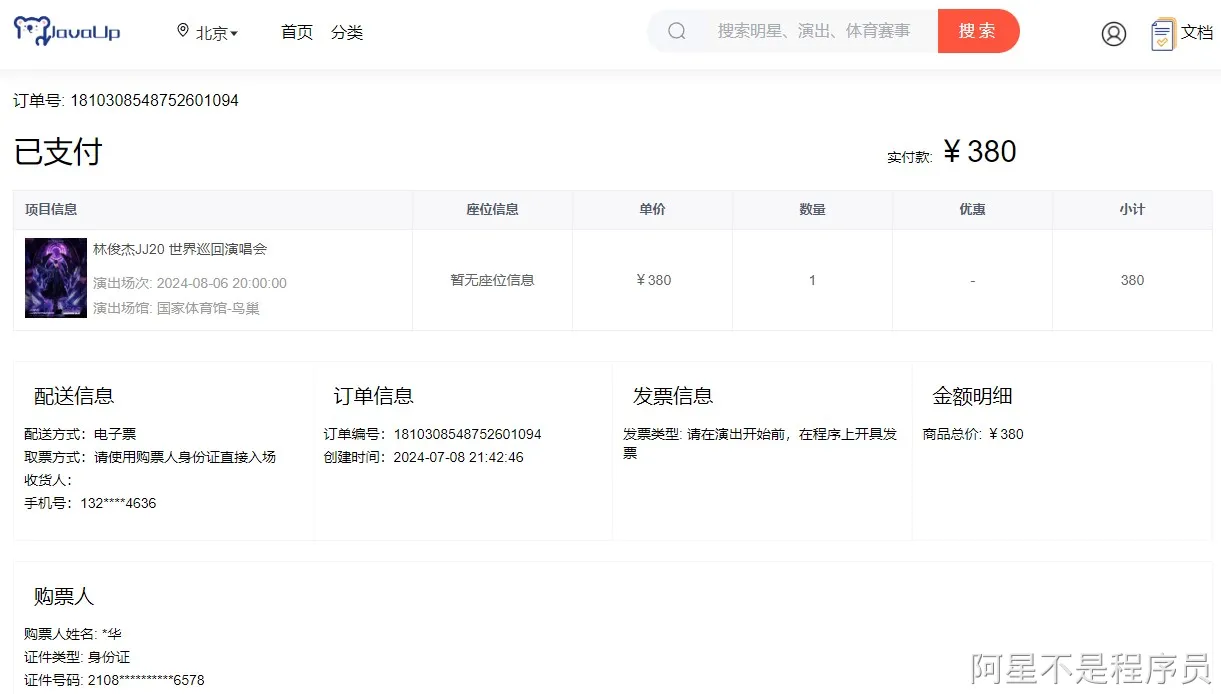 JavaUp
北京
首页 分类
搜索明星、演出、体育赛事
搜索
文档
订单号: 1810308548752601094
已支付
实付款: ¥ 380
项目信息 座位信息 单价 数量 优惠 小计
林俊杰JJ20 世界巡回演唱会
演出场次: 2024-08-06 20:00:00
演出场馆: 国家体育馆-鸟巢
暂无座位信息 ¥ 380 1 - 380
配送信息
配送方式：电子票
取票方式：请使用购票人身份证直接入场
收货人：
手机号：132****4636
订单信息
订单编号：1810308548752601094
创建时间：2024-07-08 21:42:46
发票信息
发票类型: 请在演出开始前，在程序上开具发
票
金额明细
商品总价: ¥ 380
购票人
购票人姓名: *华
证件类型: 身份证
证件号码: 2108**********6578
阿星不是程序员